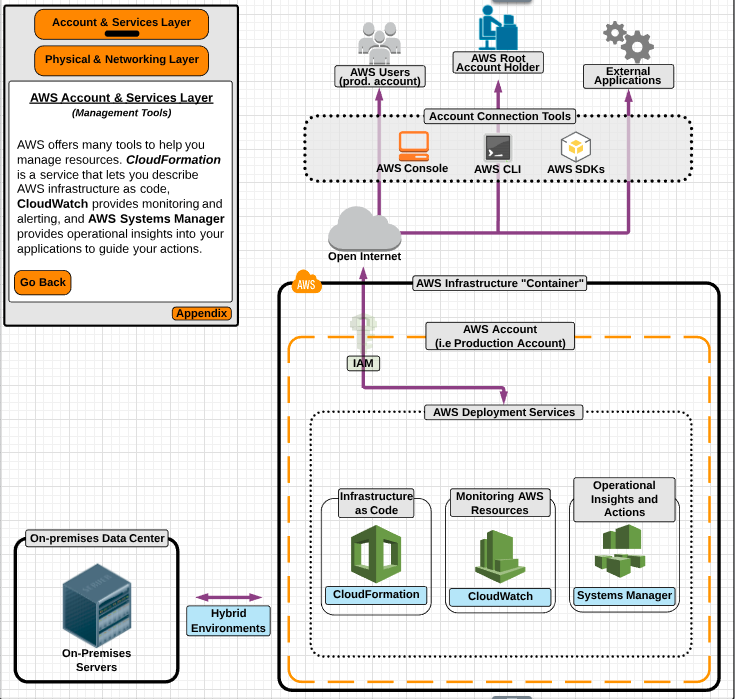 Account & Services Layer
Physical & Networking Layer
AWS Account & Services Layer
(Management Tools)
AWS offers many tools to help you
manage resources. CloudFormation
is a service that lets you describe
AWS infrastructure as code,
CloudWatch provides monitoring and
alerting, and AWS Systems Manager
provides operational insights into your
applications to guide your actions.
Go Back
Appendix
AWS Users
(prod. account)
AWS Root
Account Holder
External
Applications
Account Connection Tools
AWS Console
AWS CLI
AWS SDKs
Open Internet
AWS
AWS Infrastructure "Container"
AWS Account
(i.e Production Account)
IAM
AWS Deployment Services
Infrastructure
as Code
CloudFormation
Monitoring AWS
Resources
CloudWatch
Operational
Insights and
Actions
Systems Manager
On-premises Data Center
On-Premises
Servers
Hybrid
Environments